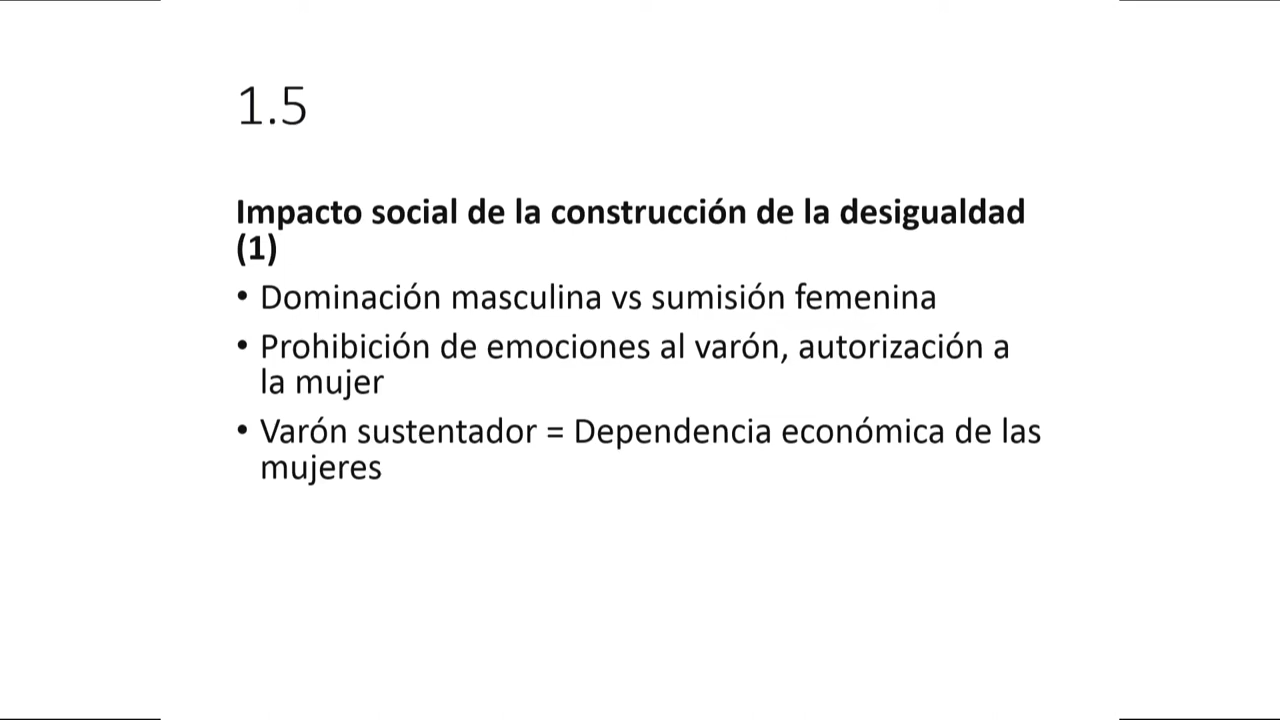 1.5
Impacto social de la construcción de la desigualdad
(1)
• Dominación masculina vs sumisión femenina
• Prohibición de emociones al varón, autorización a
la mujer
• Varón sustentador = Dependencia económica de las
mujeres